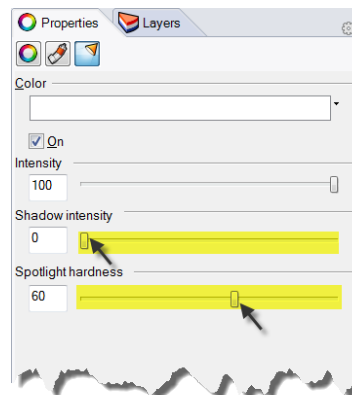 Properties Layers
Color
On
Intensity
100
Shadow intensity
0
Spotlight hardness
60